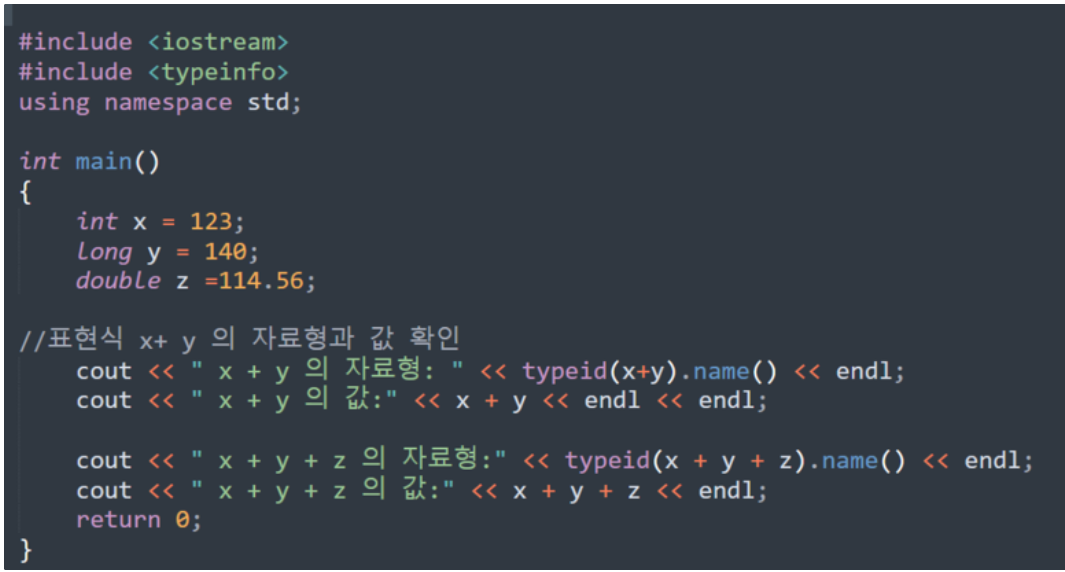 #include <iostream>
#include <typeinfo>
using namespace std;
int main()
{
int x = 123;
long y = 140;
double z =114.56;
//표현식 x+ y 의 자료형과 값 확인
cout << " x + y 의 자료형: " << typeid(x+y).name() << endl;
cout << " x + y 의 값:" << x + y << endl << endl;
cout << " x + y + z 의 자료형:" << typeid(x + y + z).name() << endl;
cout << " x + y + z 의 값:" << x + y + z << endl;
return 0;
}